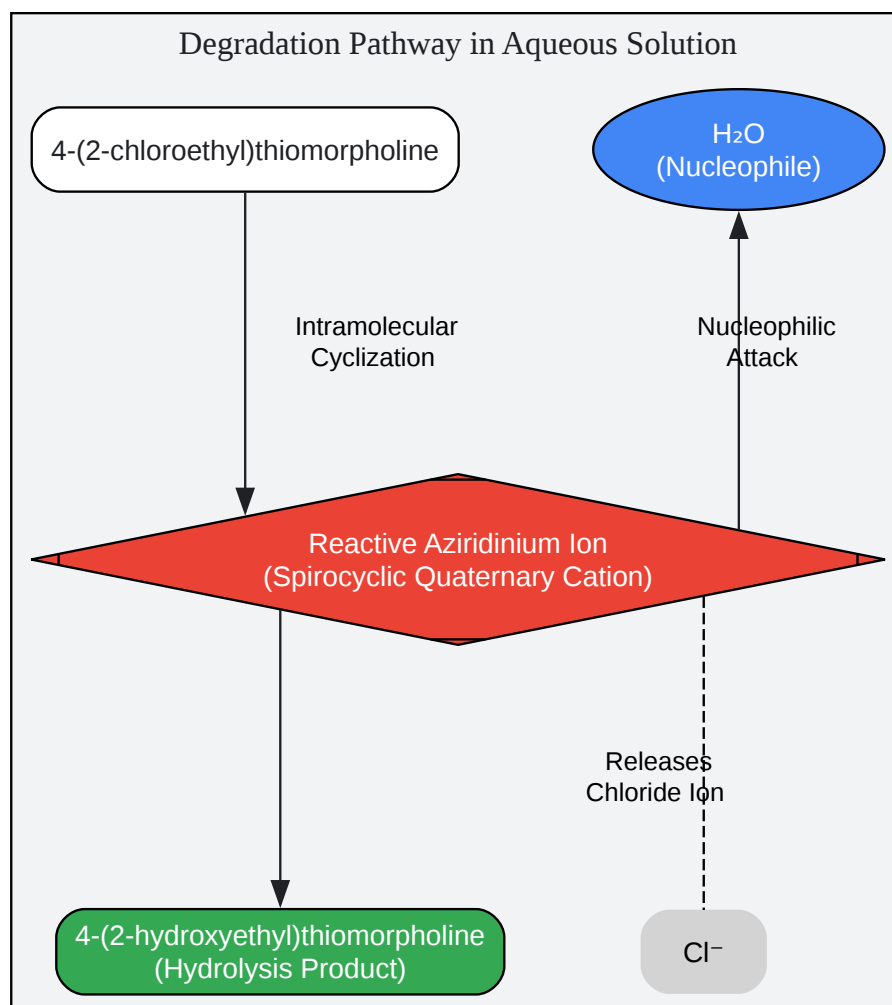 Degradation Pathway in Aqueous Solution
4-(2-chloroethyl)thiomorpholine
H₂O
(Nucleophile)
Intramolecular
Cyclization
Nucleophilic
Attack
Reactive Aziridinium Ion
(Spirocyclic Quaternary Cation)
Releases
Chloride Ion
4-(2-hydroxyethyl)thiomorpholine
(Hydrolysis Product)
Cl⁻